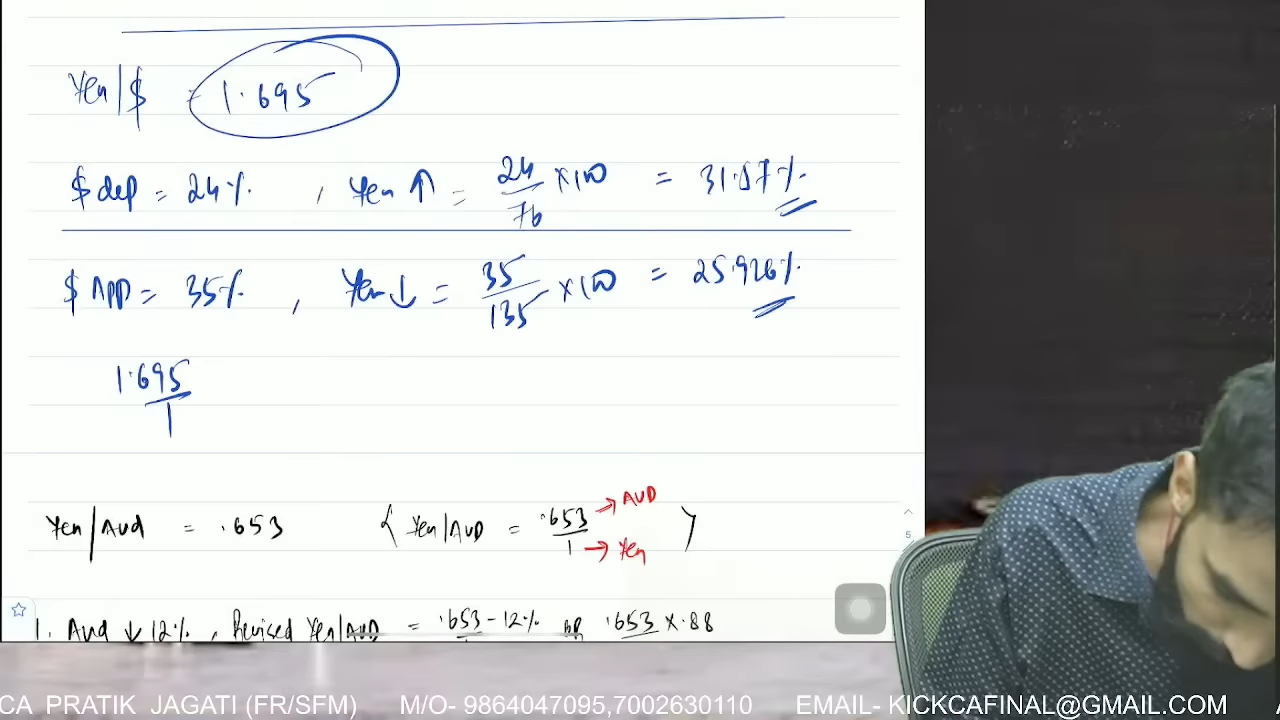 Yen/$ = 1.695
$ dep = 24% , Yen ↑ = 24/76 × 100 = 31.57%
$ App = 35% , Yen ↓ = 35/135 × 100 = 25.926%
1.695/1
Yen/Aud = .653 ( Yen/AUD = .653/1 → AUD → Yen )
1. Aud ↓ 12% , Revised Yen/AUD = .653 - 12% or .653 × .88
CA PRATIK JAGATI (FR/SFM) M/O- 9864047095,7002630110 EMAIL- KICKCAFINAL@GMAIL.COM